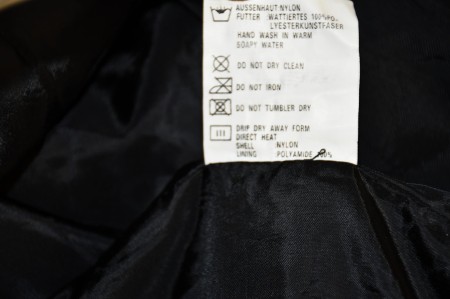 AUSSENHAUT:NYLON
FUTTER :WATTIERTES 100%PO
LYESTERKUNSTFASER
HAND WASH IN WARM
SOAPY WATER
DO NOT DRY CLEAN
DO NOT IRON
DO NOT TUMBLER DRY
DRIP DRY AWAY FORM
DIRECT HEAT
SHELL :NYLON
LINING :POLYAMIDE 100%